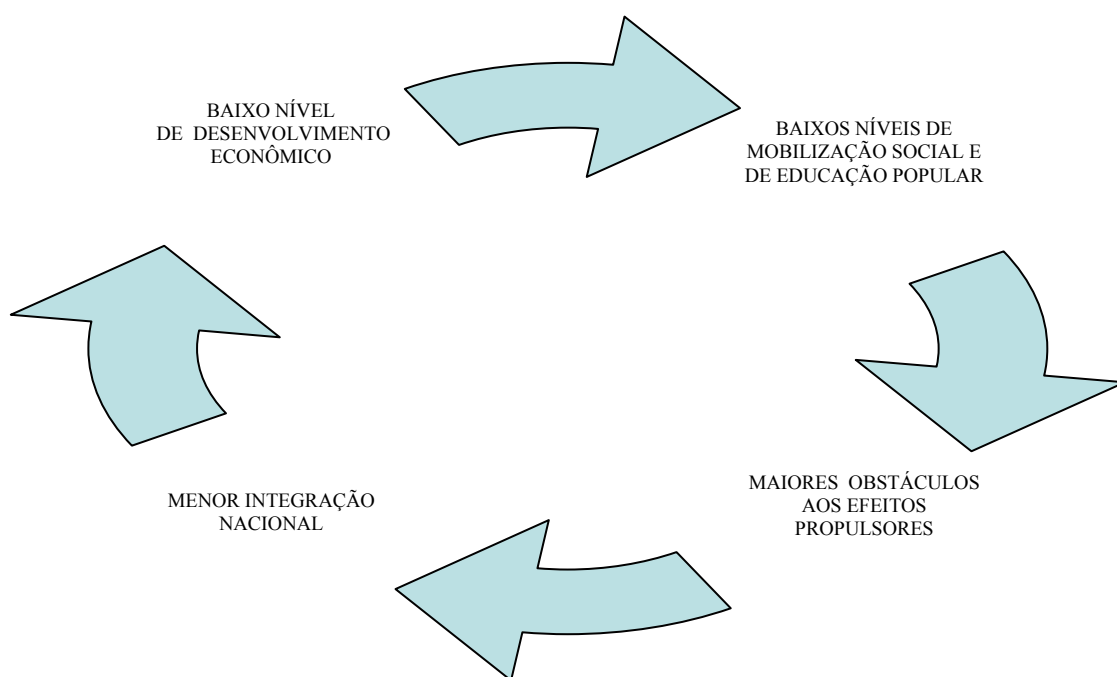 BAIXO NÍVEL
DE DESENVOLVIMENTO
ECONÔMICO
BAIXOS NÍVEIS DE
MOBILIZAÇÃO SOCIAL E
DE EDUCAÇÃO POPULAR
MAIORES OBSTÁCULOS
AOS EFEITOS
PROPULSORES
MENOR INTEGRAÇÃO
NACIONAL